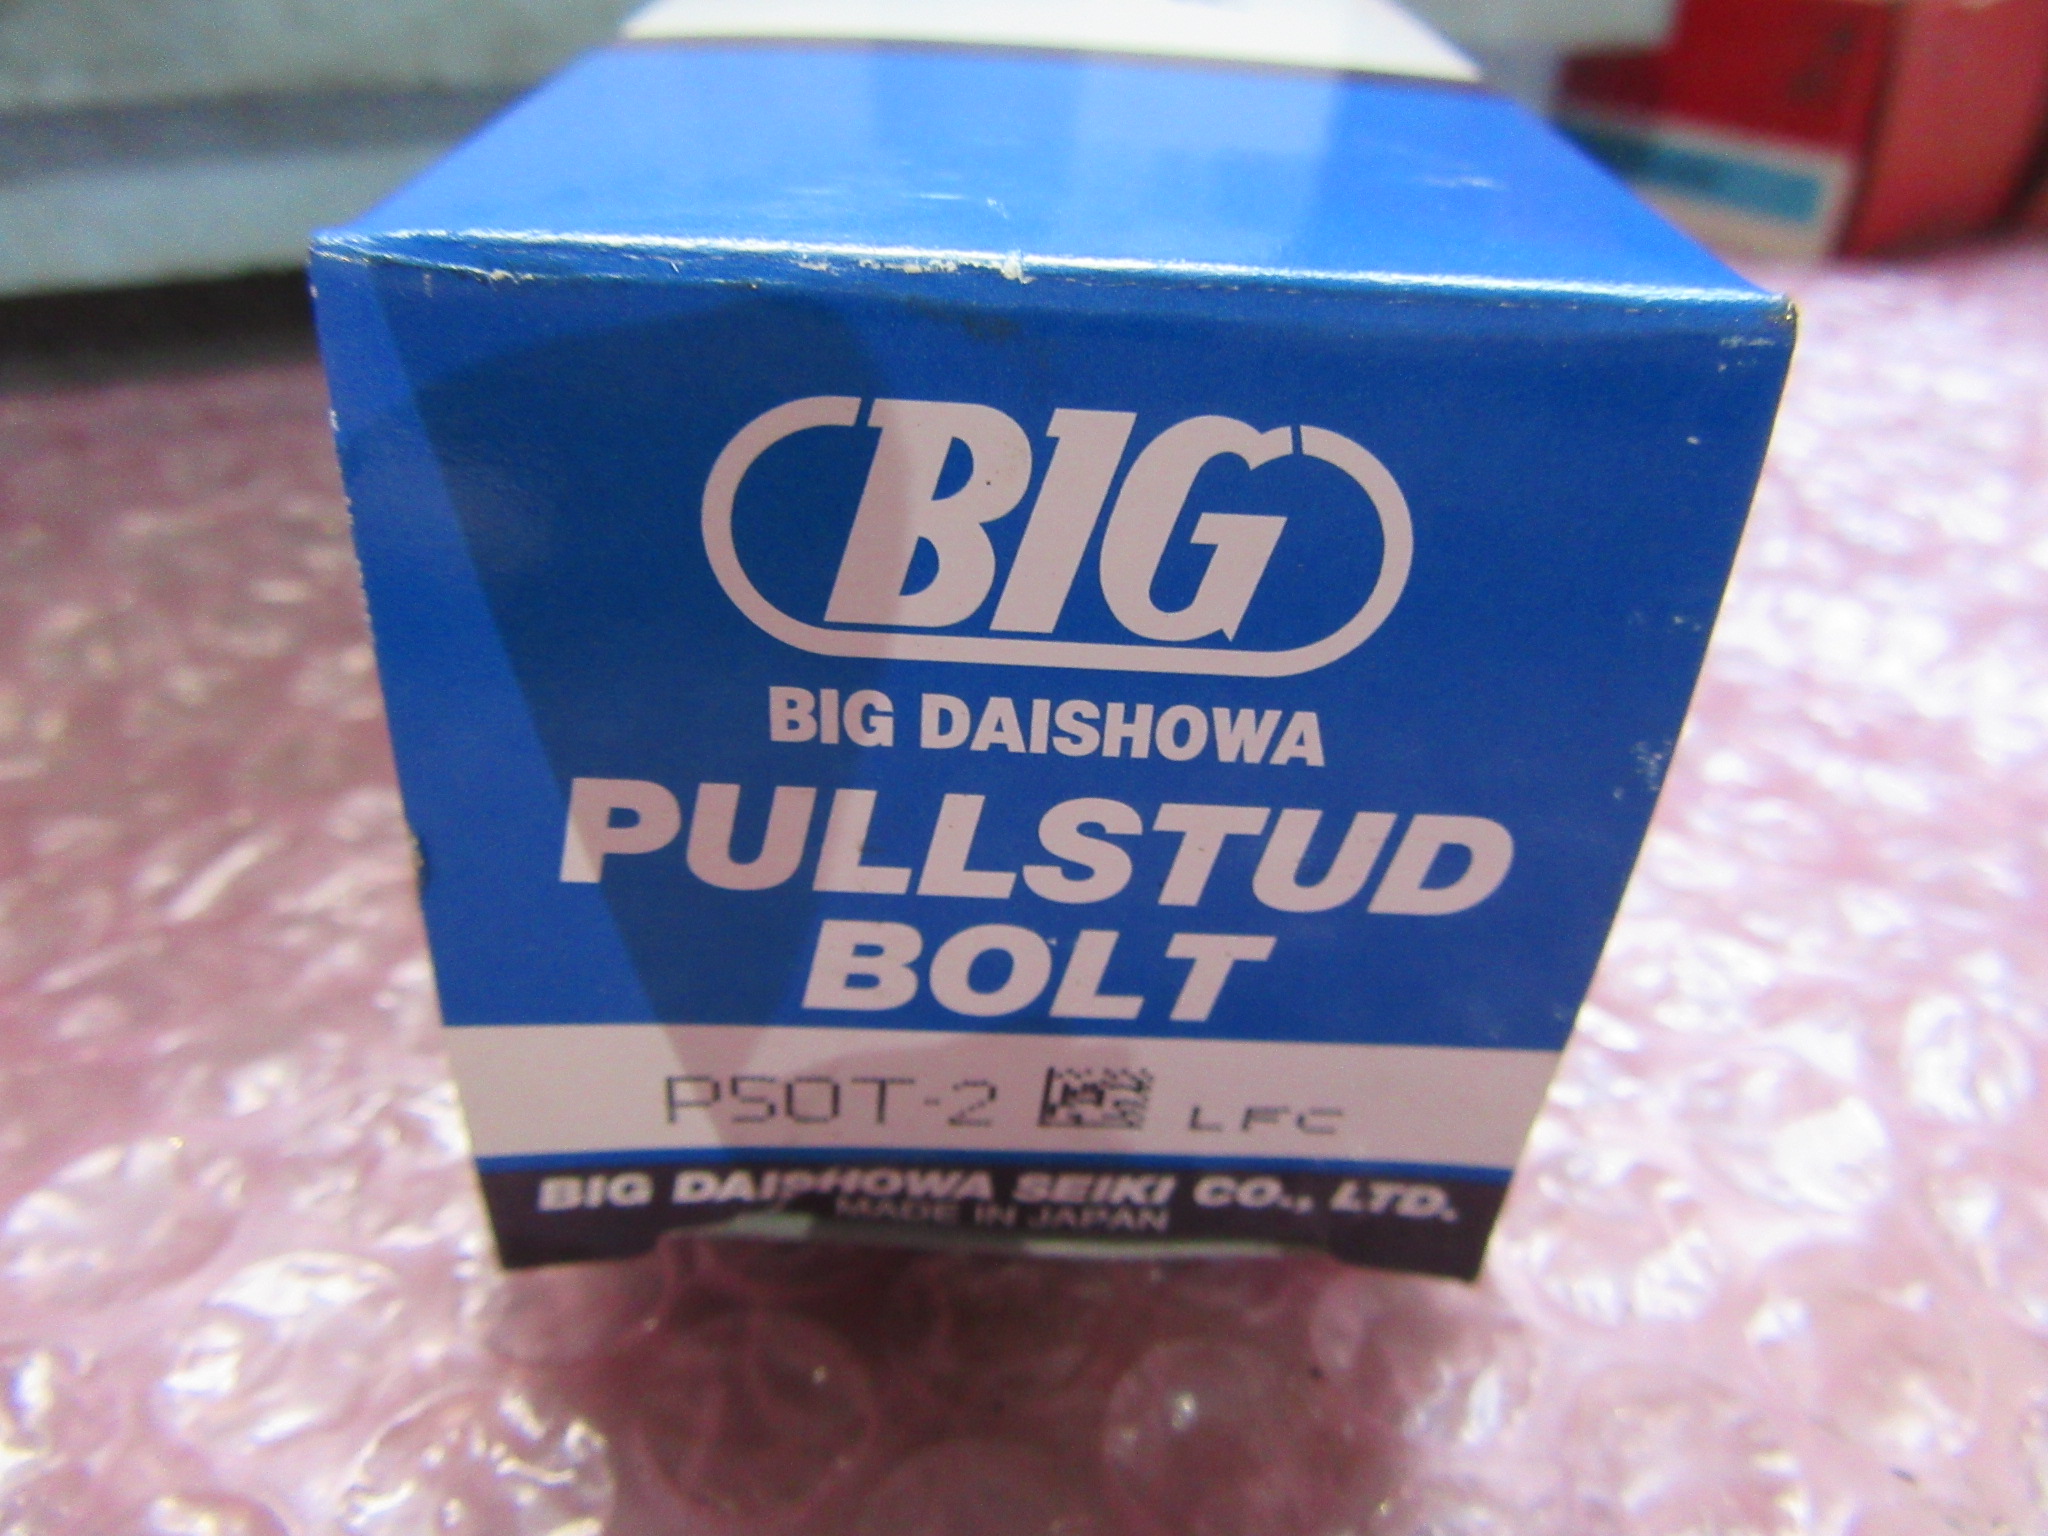 BIG
BIG DAISHOWA
PULLSTUD
BOLT
P50T-2 LFC
BIG DAISHOWA SEIKI CO., LTD.
MADE IN JAPAN